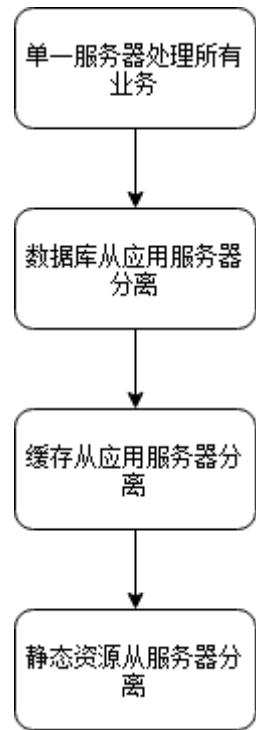 单一服务器处理所有
业务
数据库从应用服务器
分离
缓存从应用服务器分
离
静态资源从服务器分
离